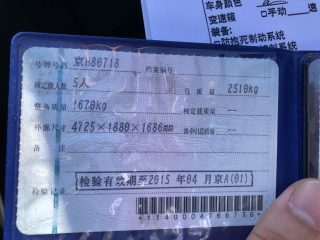 车身颜色
变速箱
□手动
速
装备:
□防抱死制动系统
号牌号码 京H80718 档案编号
核定载人数 5人 总质量 2510kg
整备质量 1670kg 核定载质量 --
外廓尺寸 4725×1880×1686mm 准牵引总质量 --
备注
检验记录 检验有效期至2015年04月京A(01)